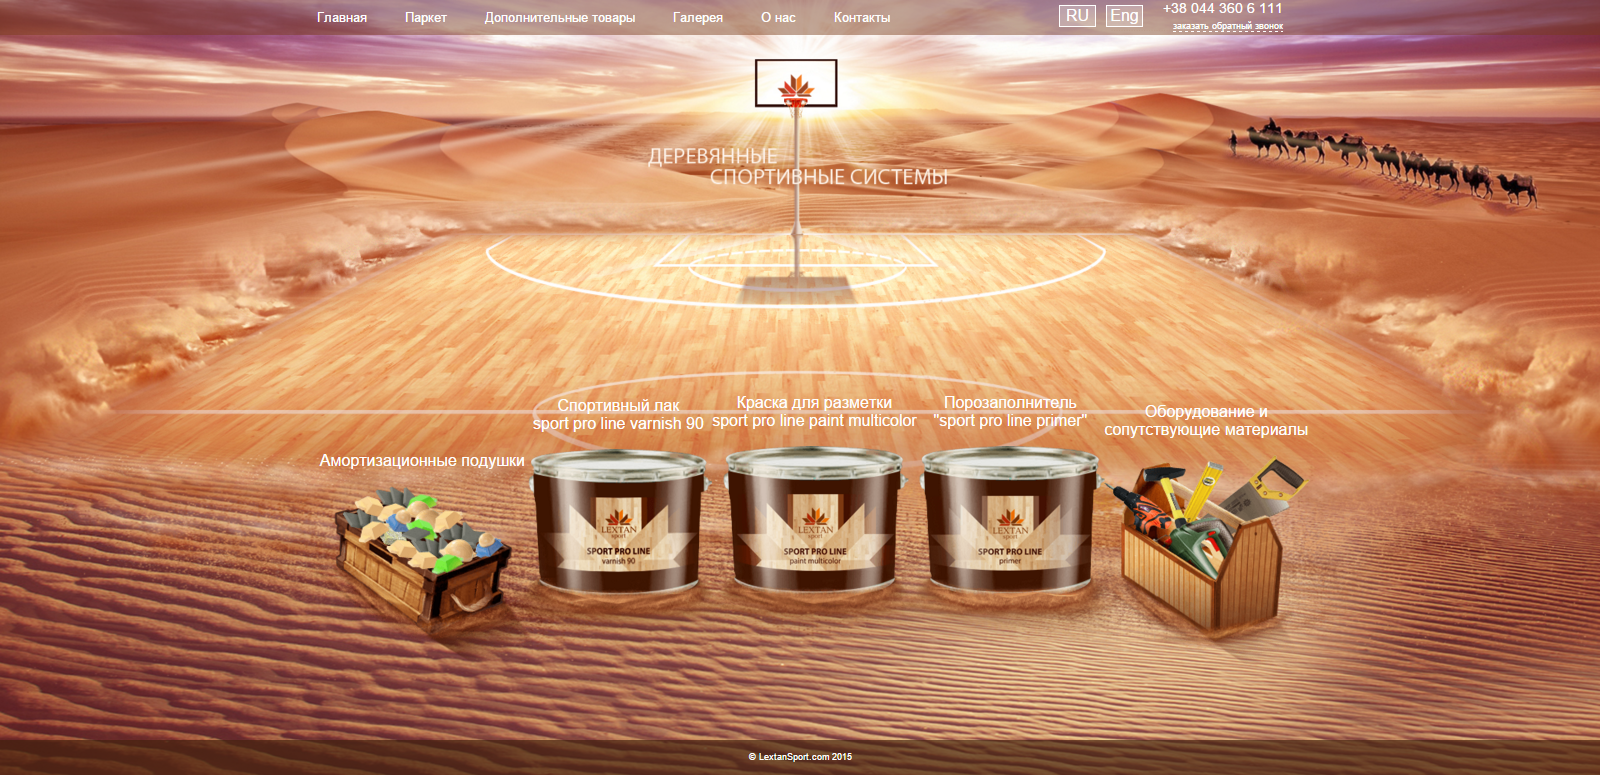 Главная Паркет Дополнительные товары Галерея О нас Контакты RU Eng +38 044 360 6 111
заказать обратный звонок
ДЕРЕВЯННЫЕ
СПОРТИВНЫЕ СИСТЕМЫ
Амортизационные подушки
Спортивный лак
sport pro line varnish 90
Краска для разметки
sport pro line paint multicolor
Порозаполнитель
"sport pro line primer"
Оборудование и
сопутствующие материалы
LEXTAN
sport
SPORT PRO LINE
varnish 90
LEXTAN
sport
SPORT PRO LINE
paint multicolor
LEXTAN
sport
SPORT PRO LINE
primer
© LextanSport.com 2015